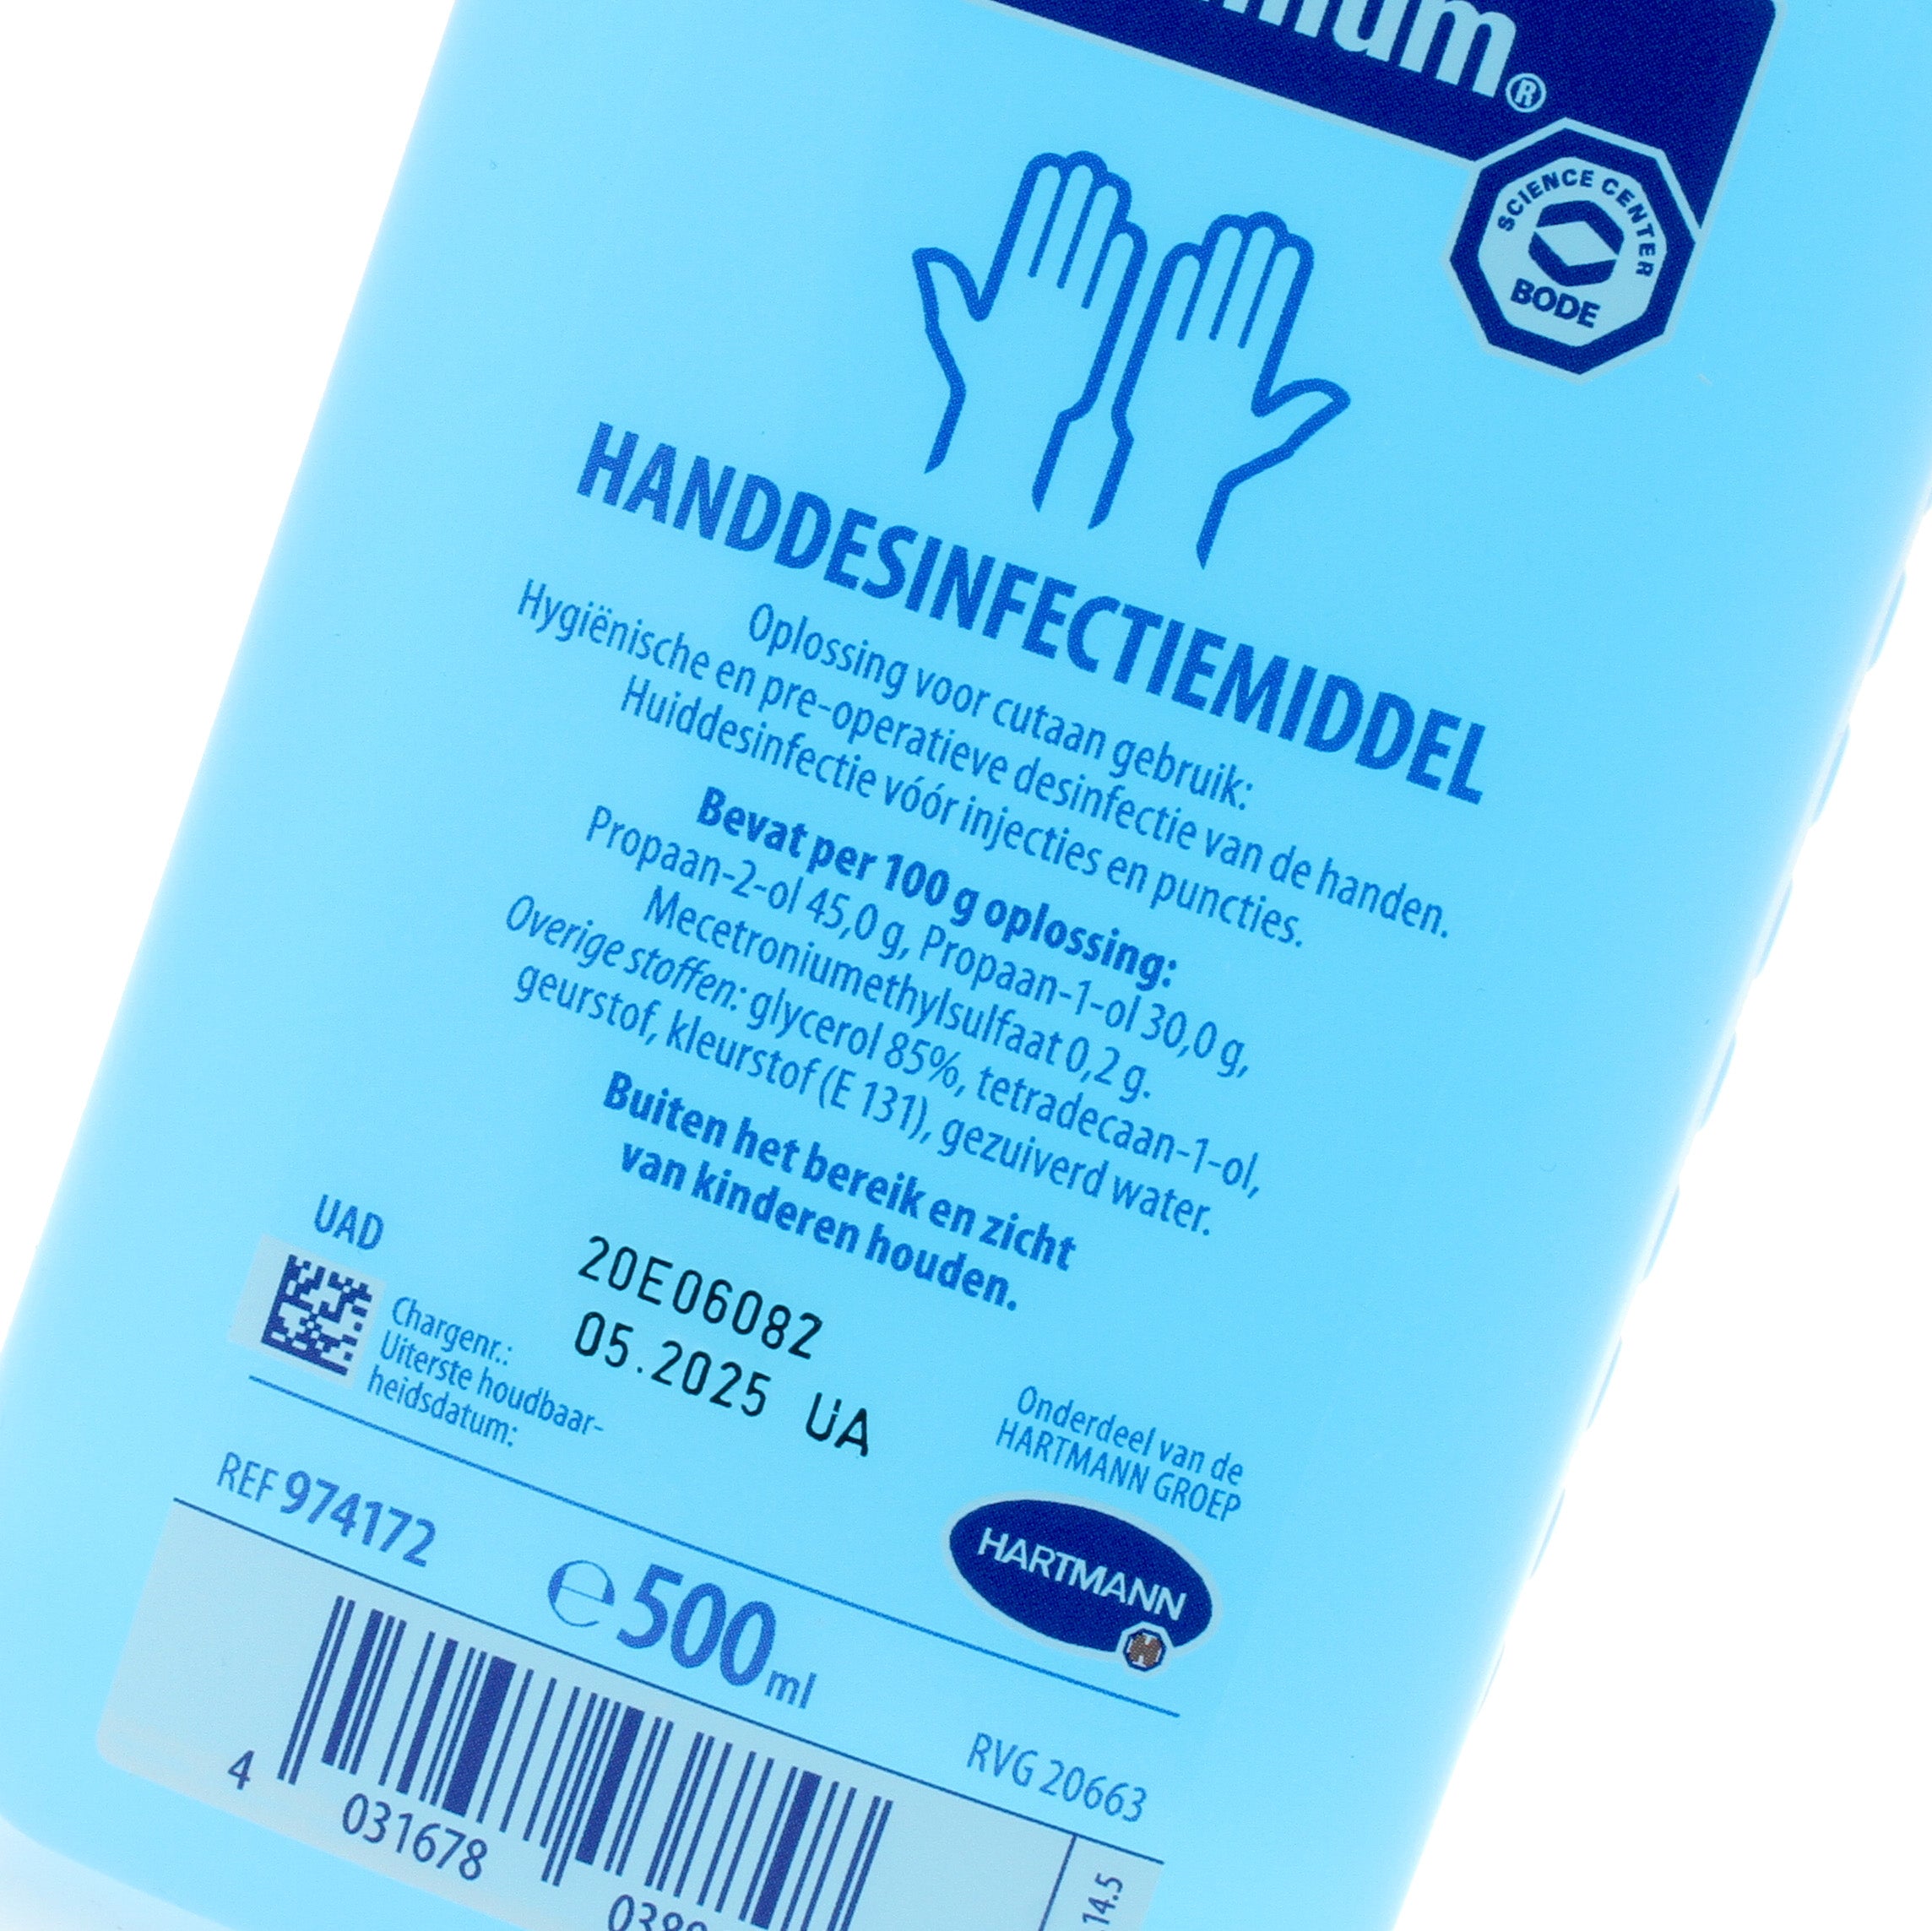 SCIENCE CENTER
BODE
HANDDESINFECTIEMIDDEL
Oplossing voor cutaan gebruik:
Hygiënische en pre-operatieve desinfectie van de handen.
Huiddesinfectie vóór injecties en puncties.
Bevat per 100 g oplossing:
Propaan-2-ol 45,0 g, Propaan-1-ol 30,0 g,
Mecetroniumethylsulfaat 0,2 g.
Overige stoffen: glycerol 85%, tetradecaan-1-ol,
geurstof, kleurstof (E 131), gezuiverd water.
Buiten het bereik en zicht
van kinderen houden.
UAD
Chargenr.:
Uiterste houdbaar-
heidsdatum:
20E06082
05.2025 UA
Onderdeel van de
HARTMANN GROEP
HARTMANN
REF 974172
℮ 500 ml
RVG 20663
4 031678
14.5